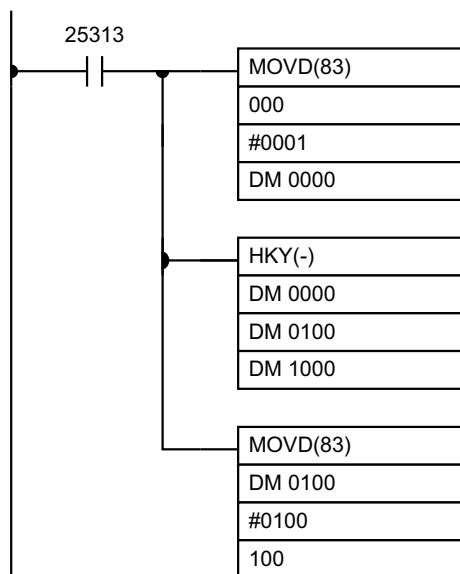 25313
MOVD(83)
000
#0001
DM 0000
HKY(-)
DM 0000
DM 0100
DM 1000
MOVD(83)
DM 0100
#0100
100